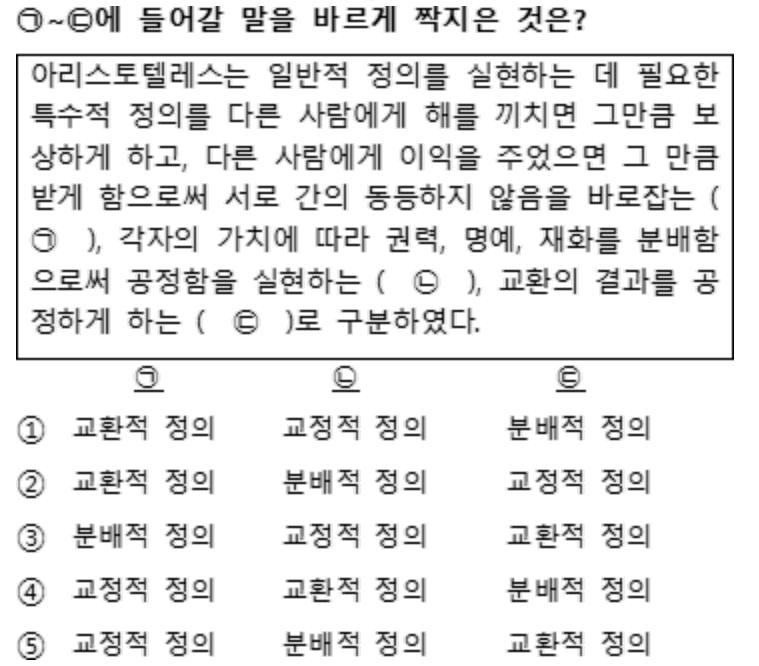 ㉠~㉢에 들어갈 말을 바르게 짝지은 것은?
아리스토텔레스는 일반적 정의를 실현하는 데 필요한
특수적 정의를 다른 사람에게 해를 끼치면 그만큼 보
상하게 하고, 다른 사람에게 이익을 주었으면 그 만큼
받게 함으로써 서로 간의 동등하지 않음을 바로잡는 (
㉠ ), 각자의 가치에 따라 권력, 명예, 재화를 분배함
으로써 공정함을 실현하는 ( ㉡ ), 교환의 결과를 공
정하게 하는 ( ㉢ )로 구분하였다.
㉠ ㉡ ㉢
① 교환적 정의 교정적 정의 분배적 정의
② 교환적 정의 분배적 정의 교정적 정의
③ 분배적 정의 교정적 정의 교환적 정의
④ 교정적 정의 교환적 정의 분배적 정의
⑤ 교정적 정의 분배적 정의 교환적 정의